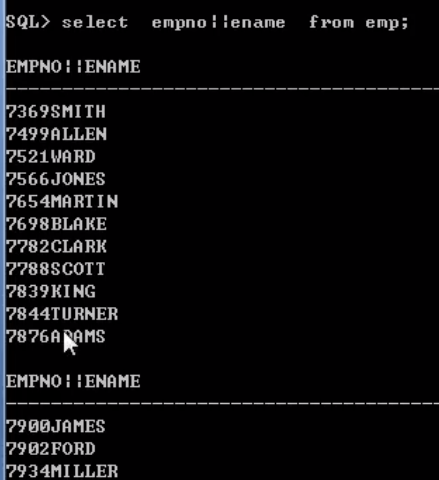 SQL> select  empno||ename  from emp;
EMPNO||ENAME
--------------------------------------------------
7369SMITH
7499ALLEN
7521WARD
7566JONES
7654MARTIN
7698BLAKE
7782CLARK
7788SCOTT
7839KING
7844TURNER
7876ADAMS
EMPNO||ENAME
--------------------------------------------------
7900JAMES
7902FORD
7934MILLER